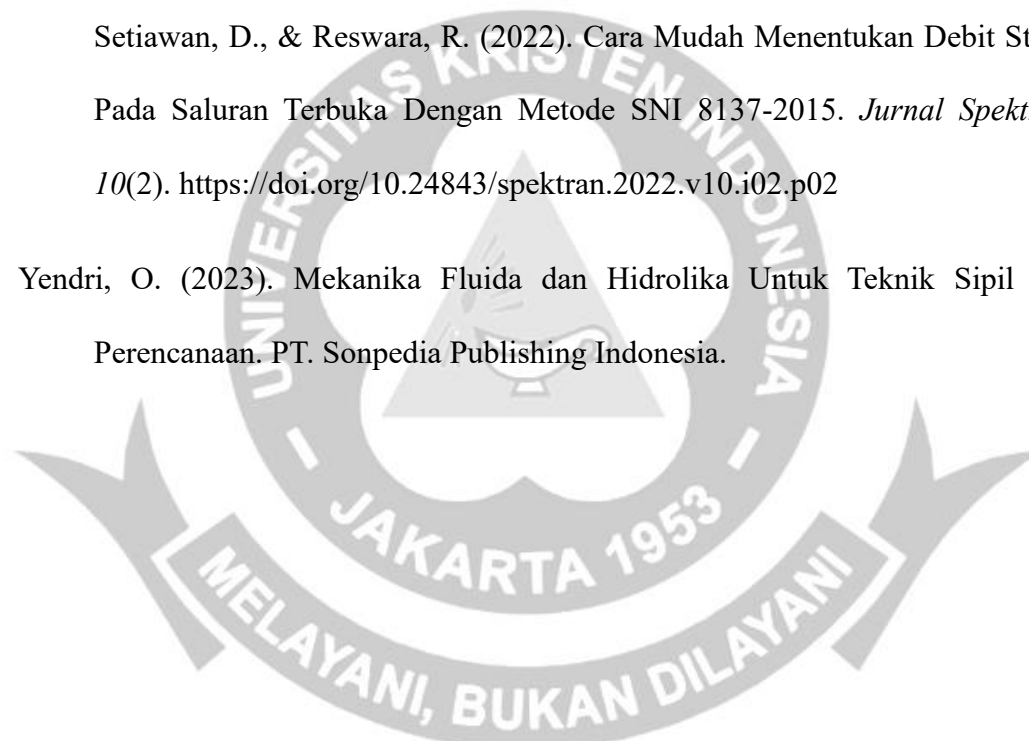 Setiawan, D., & Reswara, R. (2022). Cara Mudah Menentukan Debit St
Pada Saluran Terbuka Dengan Metode SNI 8137-2015. Jurnal Spekt
10(2). https://doi.org/10.24843/spektran.2022.v10.i02.p02
Yendri, O. (2023). Mekanika Fluida dan Hidrolika Untuk Teknik Sipil
Perencanaan. PT. Sonpedia Publishing Indonesia.
UNIVERSITAS KRISTEN INDONESIA
JAKARTA 1953
MELAYANI, BUKAN DILAYANI